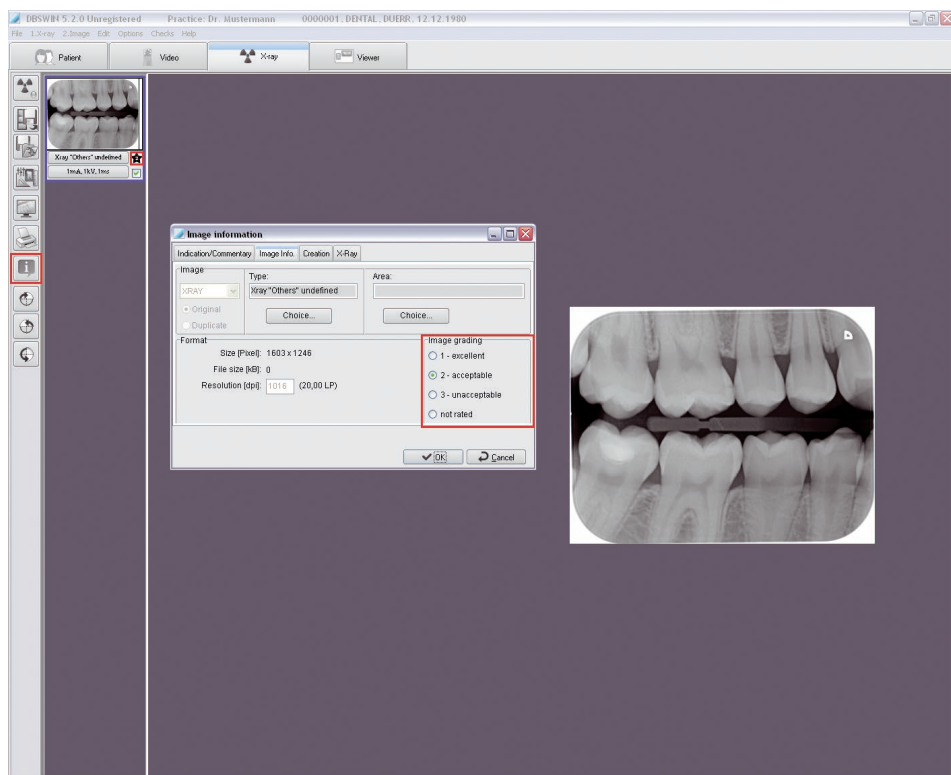 DBSWIN 5.2.0 Unregistered Practice: Dr. Mustermann 0000001, DENTAL, DUERR, 12.12.1980
File 1.X-ray 2.Image Edit Options Checks Help
Patient Video X-ray Viewer
Xray "Others" undefined 2
1mA, 1kV, 1ms
Image information
Indication/Commentary Image Info. Creation X-Ray
Image:
XRAY
Original
Duplicate
Type:
Xray "Others" undefined
Choice...
Area:
Choice...
Format
Size [Pixel]: 1603 x 1246
File size [kB]: 0
Resolution [dpi]: 1016 (20,00 LP)
Image grading
1 - excellent
2 - acceptable
3 - unacceptable
not rated
OK Cancel